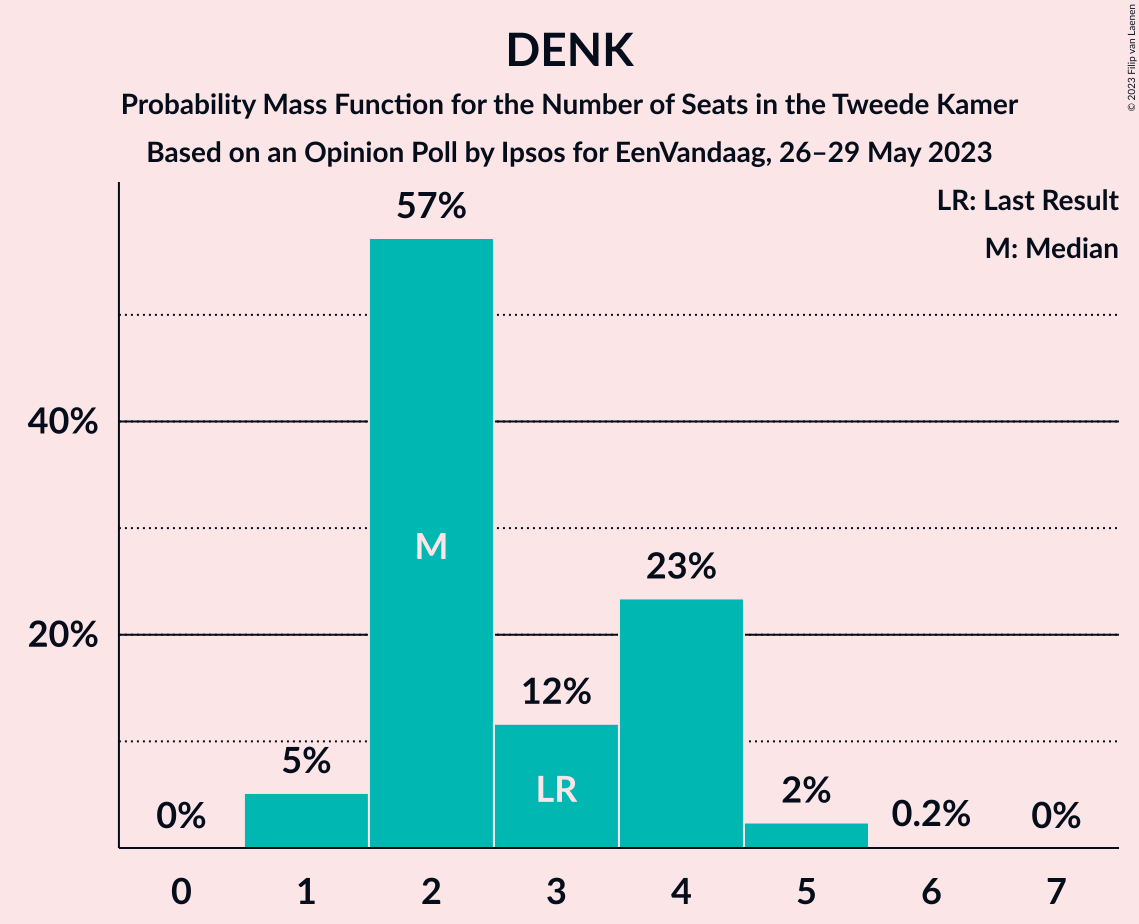 DENK
Probability Mass Function for the Number of Seats in the Tweede Kamer
Based on an Opinion Poll by Ipsos for EenVandaag, 26–29 May 2023
© 2023 Filip van Laenen
LR: Last Result
M: Median
57%
40%
M
23%
20%
12%
5%
LR
2%
0%
0.2%
0%
0 1 2 3 4 5 6 7